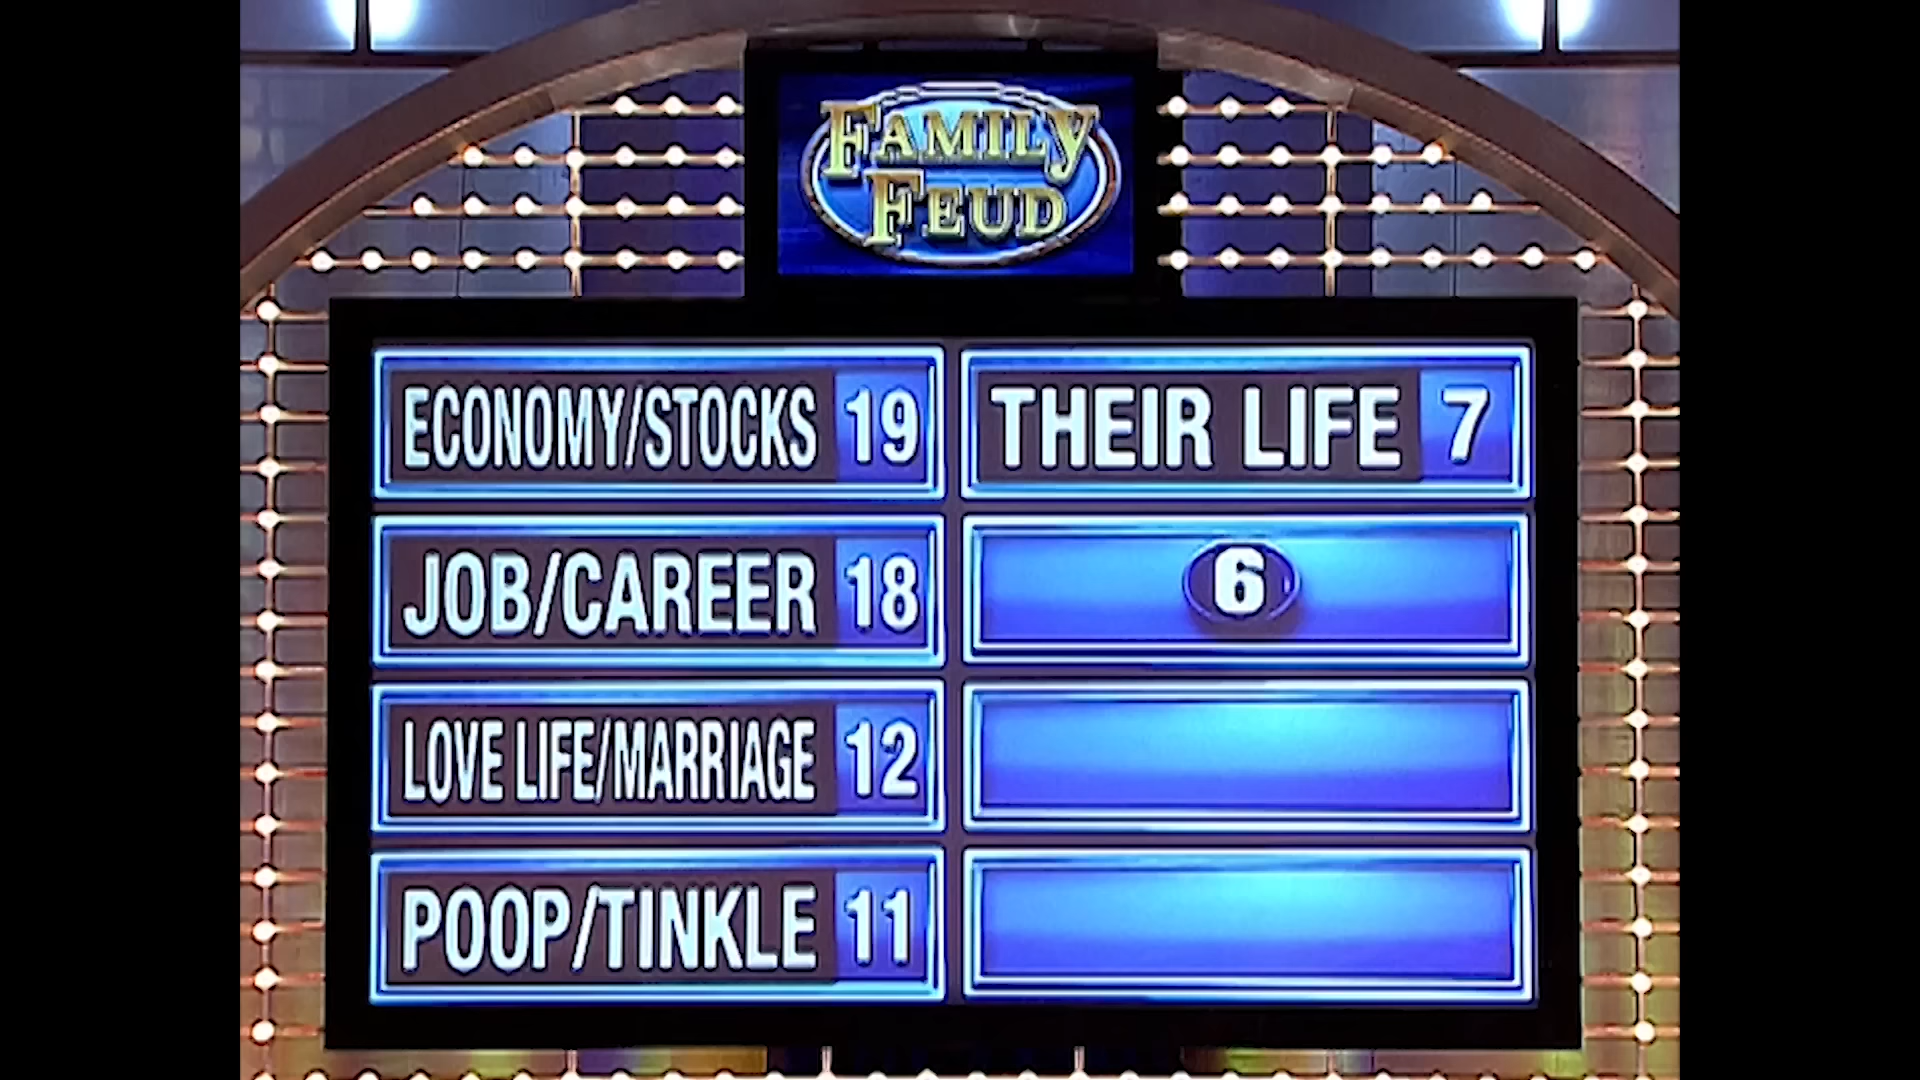 FAMILY
FEUD
ECONOMY/STOCKS 19
THEIR LIFE 7
JOB/CAREER 18
6
LOVE LIFE/MARRIAGE 12
POOP/TINKLE 11